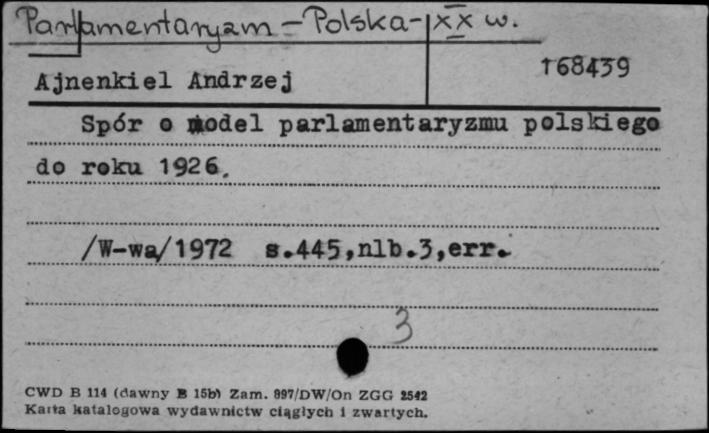 Parlamentaryzm – Polska – XX w.
Ajnenkiel Andrzej
168439
Spór o model parlamentaryzmu polskiego
do roku 1926.
/W-wa/1972 s.445,nlb.3,err.
3
CWD B 114 (dawny B 15b) Zam. 897/DW/On ZGG 2542
Karta katalogowa wydawnictw ciągłych i zwartych.